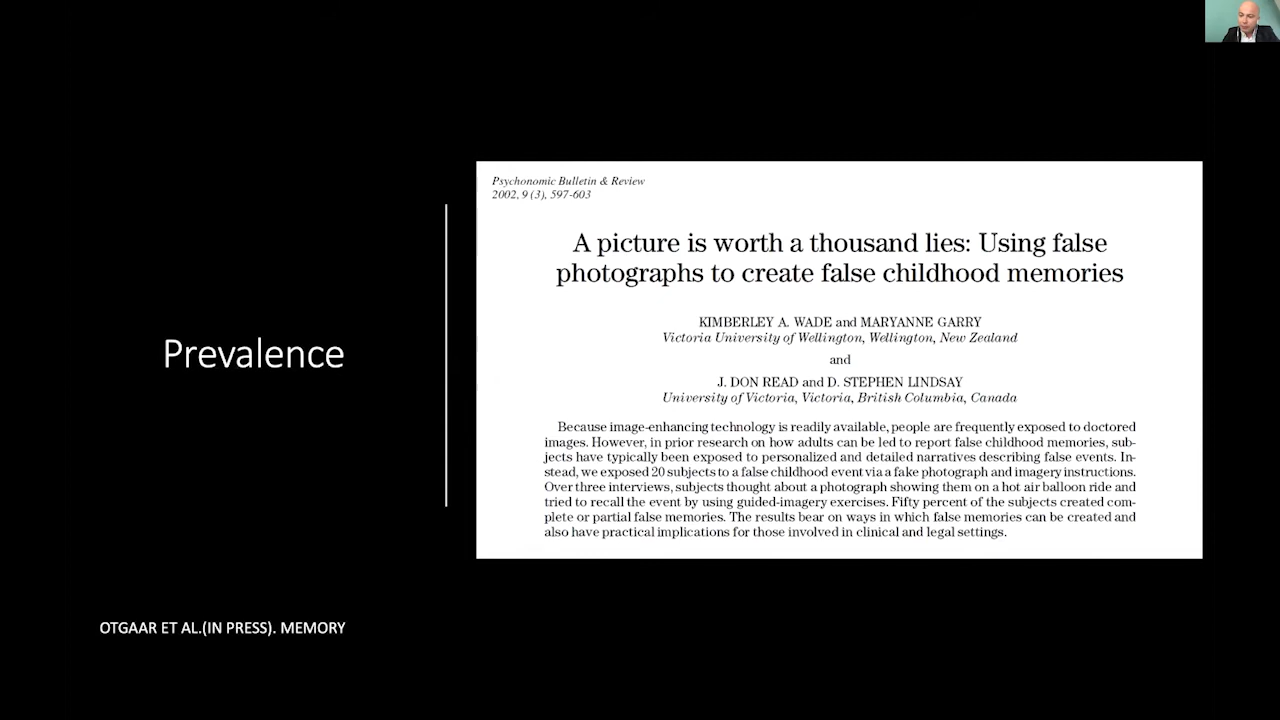 Prevalence
OTGAAR ET AL.(IN PRESS). MEMORY
Psychonomic Bulletin & Review
2002, 9 (3), 597-603
A picture is worth a thousand lies: Using false
photographs to create false childhood memories
KIMBERLEY A. WADE and MARYANNE GARRY
Victoria University of Wellington, Wellington, New Zealand
and
J. DON READ and D. STEPHEN LINDSAY
University of Victoria, Victoria, British Columbia, Canada
Because image-enhancing technology is readily available, people are frequently exposed to doctored
images. However, in prior research on how adults can be led to report false childhood memories, sub-
jects have typically been exposed to personalized and detailed narratives describing false events. In-
stead, we exposed 20 subjects to a false childhood event via a fake photograph and imagery instructions.
Over three interviews, subjects thought about a photograph showing them on a hot air balloon ride and
tried to recall the event by using guided-imagery exercises. Fifty percent of the subjects created com-
plete or partial false memories. The results bear on ways in which false memories can be created and
also have practical implications for those involved in clinical and legal settings.